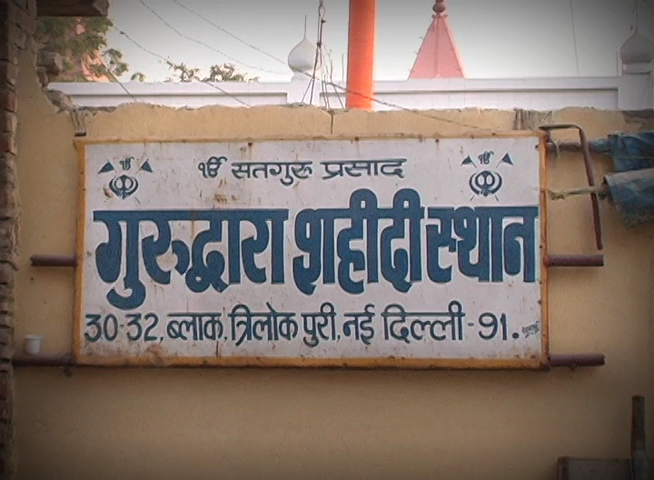 ੴ सतगुरू प्रसाद
गुरुद्वारा शहीदी स्थान
30-32, ब्लाक, त्रिलोक पुरी, नई दिल्ली-91.